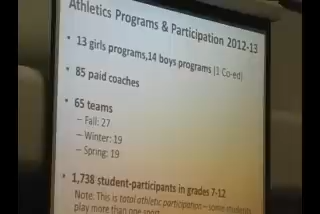 Athletics Programs & Participation 2012-13
• 13 girls programs,14 boys programs (1 Co-ed)
• 85 paid coaches
• 65 teams
– Fall: 27
– Winter: 19
– Spring: 19
• 1,738 student-participants in grades 7-12
Note: This is total athletic participation – some students
play more than one sport